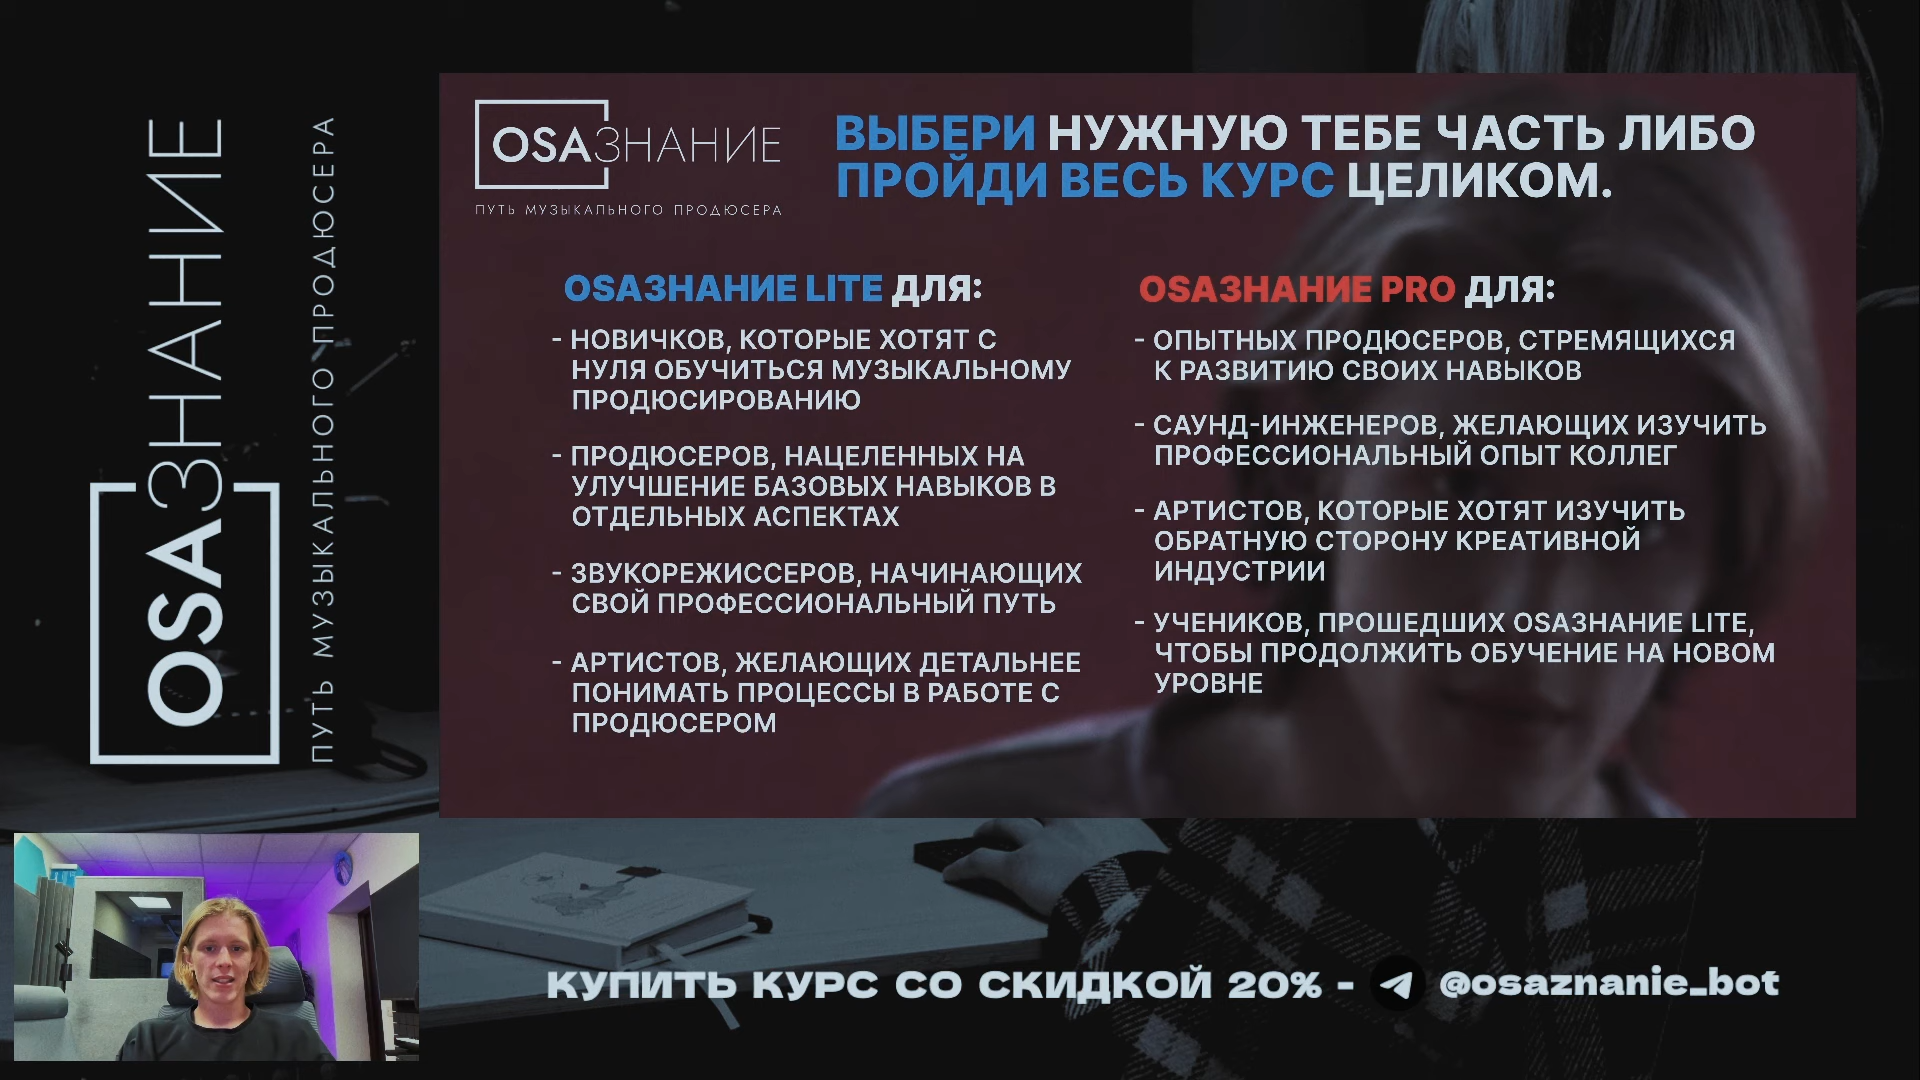 OSAЗНАНИЕ
ПУТЬ МУЗЫКАЛЬНОГО ПРОДЮСЕРА
OSAЗНАНИЕ
ПУТЬ МУЗЫКАЛЬНОГО ПРОДЮСЕРА
ВЫБЕРИ НУЖНУЮ ТЕБЕ ЧАСТЬ ЛИБО
ПРОЙДИ ВЕСЬ КУРС ЦЕЛИКОМ.
OSAЗНАНИЕ LITE ДЛЯ:
- НОВИЧКОВ, КОТОРЫЕ ХОТЯТ С
НУЛЯ ОБУЧИТЬСЯ МУЗЫКАЛЬНОМУ
ПРОДЮСИРОВАНИЮ
- ПРОДЮСЕРОВ, НАЦЕЛЕННЫХ НА
УЛУЧШЕНИЕ БАЗОВЫХ НАВЫКОВ В
ОТДЕЛЬНЫХ АСПЕКТАХ
- ЗВУКОРЕЖИССЕРОВ, НАЧИНАЮЩИХ
СВОЙ ПРОФЕССИОНАЛЬНЫЙ ПУТЬ
- АРТИСТОВ, ЖЕЛАЮЩИХ ДЕТАЛЬНЕЕ
ПОНИМАТЬ ПРОЦЕССЫ В РАБОТЕ С
ПРОДЮСЕРОМ
OSAЗНАНИЕ PRO ДЛЯ:
- ОПЫТНЫХ ПРОДЮСЕРОВ, СТРЕМЯЩИХСЯ
К РАЗВИТИЮ СВОИХ НАВЫКОВ
- САУНД-ИНЖЕНЕРОВ, ЖЕЛАЮЩИХ ИЗУЧИТЬ
ПРОФЕССИОНАЛЬНЫЙ ОПЫТ КОЛЛЕГ
- АРТИСТОВ, КОТОРЫЕ ХОТЯТ ИЗУЧИТЬ
ОБРАТНУЮ СТОРОНУ КРЕАТИВНОЙ
ИНДУСТРИИ
- УЧЕНИКОВ, ПРОШЕДШИХ OSAЗНАНИЕ LITE,
ЧТОБЫ ПРОДОЛЖИТЬ ОБУЧЕНИЕ НА НОВОМ
УРОВНЕ
КУПИТЬ КУРС СО СКИДКОЙ 20% - @osaznanie_bot